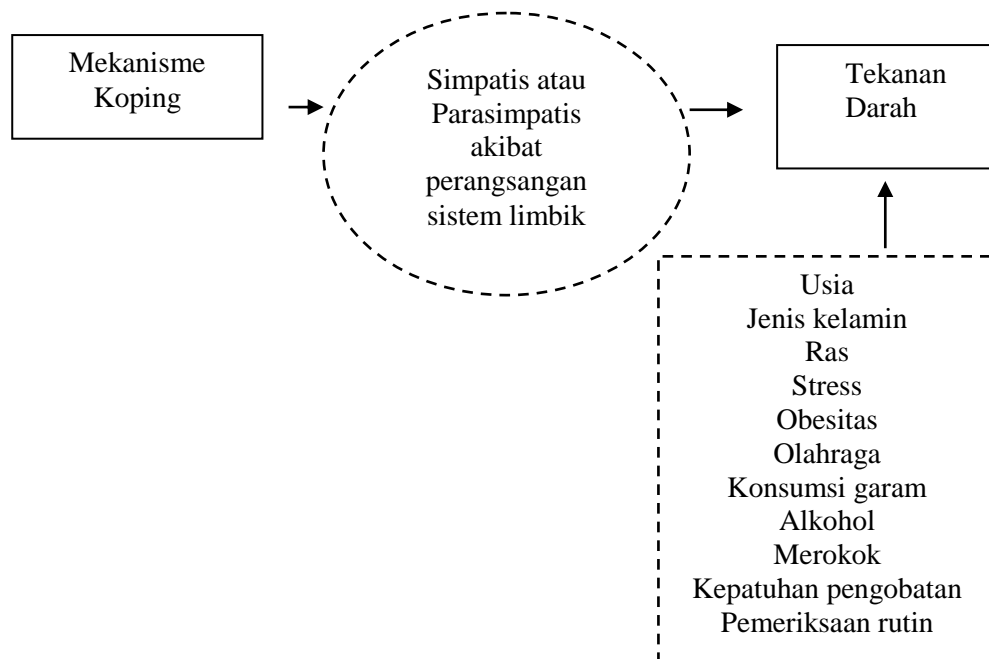 Mekanisme
Koping
Simpatis atau
Parasimpatis
akibat
perangsangan
sistem limbik
Tekanan
Darah
Usia
Jenis kelamin
Ras
Stress
Obesitas
Olahraga
Konsumsi garam
Alkohol
Merokok
Kepatuhan pengobatan
Pemeriksaan rutin